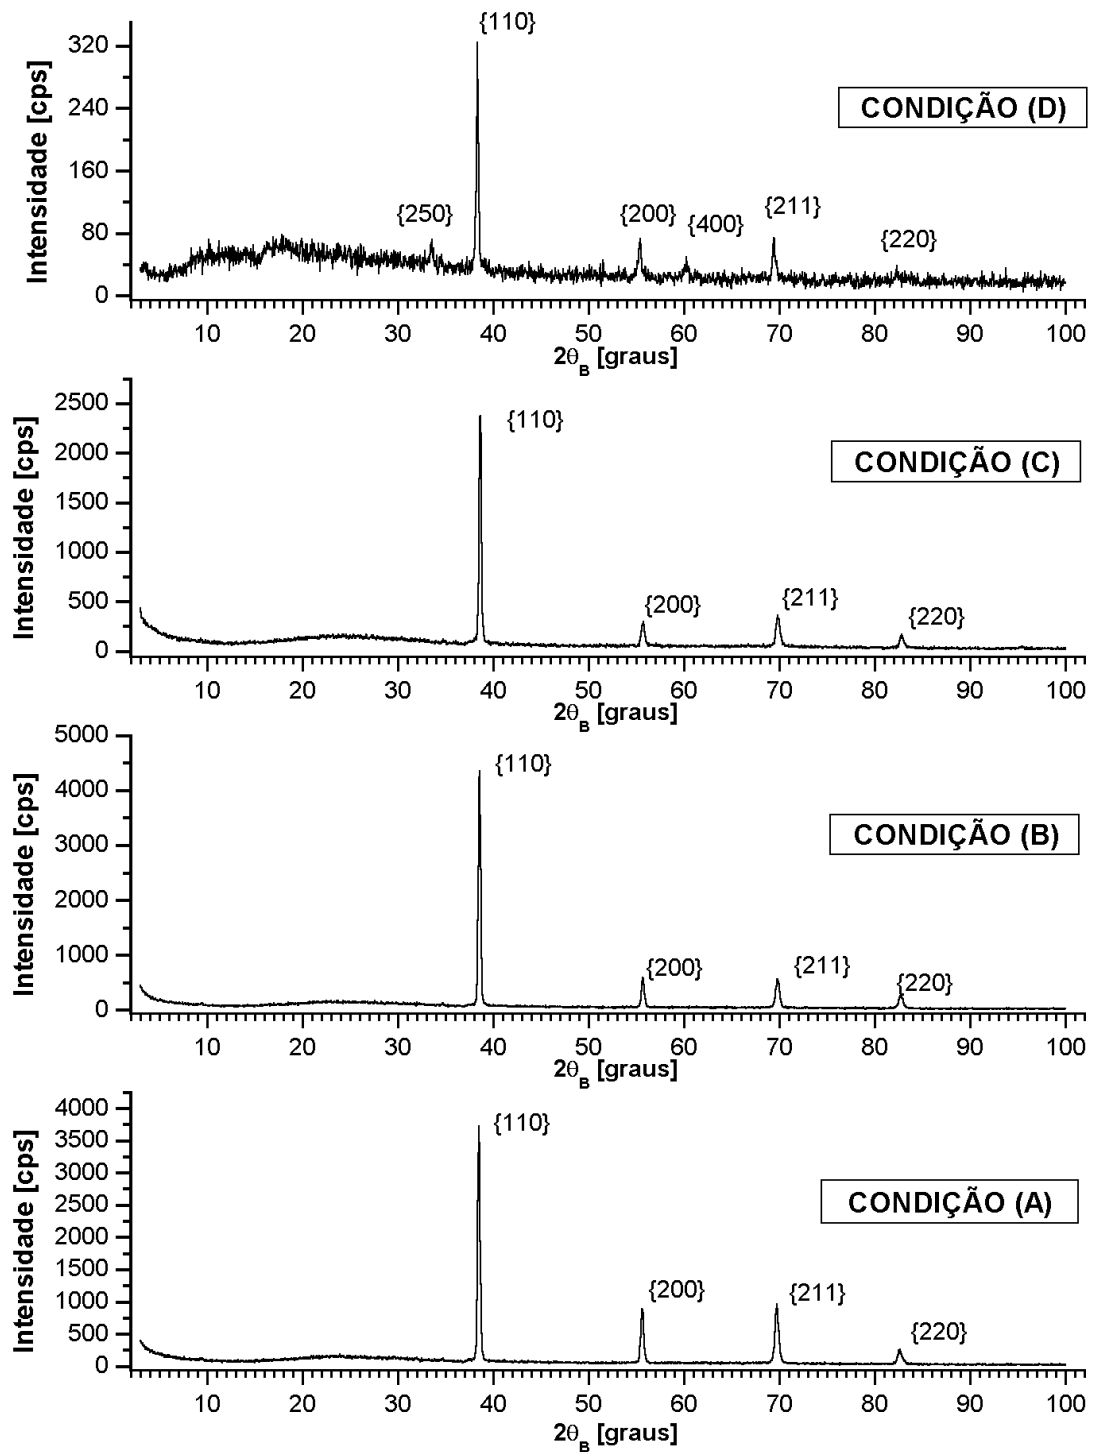 {110}
320
240
160
80
0
Intensidade [cps]
CONDIÇÃO (D)
{250}
{200}
{400}
{211}
{220}
10 20 30 40 50 60 70 80 90 100
2θB [graus]
2500
2000
1500
1000
500
0
Intensidade [cps]
{110}
CONDIÇÃO (C)
{200}
{211}
{220}
10 20 30 40 50 60 70 80 90 100
2θB [graus]
5000
4000
3000
2000
1000
0
Intensidade [cps]
{110}
CONDIÇÃO (B)
{200}
{211}
{220}
10 20 30 40 50 60 70 80 90 100
2θB [graus]
4000
3500
3000
2500
2000
1500
1000
500
0
Intensidade [cps]
{110}
CONDIÇÃO (A)
{200}
{211}
{220}
10 20 30 40 50 60 70 80 90 100
2θB [graus]